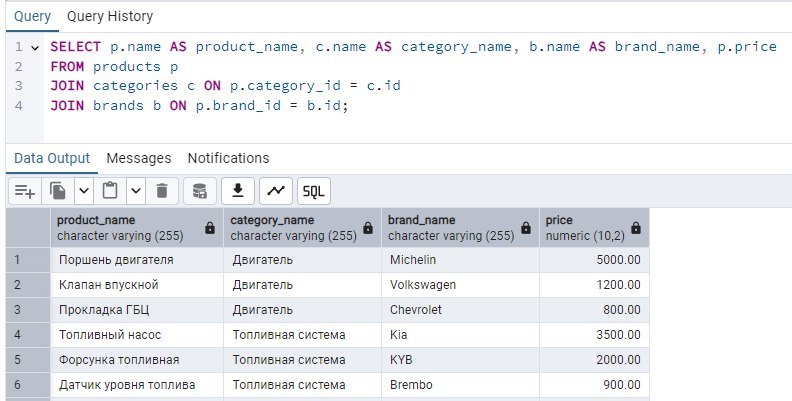 Query Query History
1 SELECT p.name AS product_name, c.name AS category_name, b.name AS brand_name, p.price
2 FROM products p
3 JOIN categories c ON p.category_id = c.id
4 JOIN brands b ON p.brand_id = b.id;
Data Output Messages Notifications
SQL
product_name category_name brand_name price
character varying (255) character varying (255) character varying (255) numeric (10,2)
1 Поршень двигателя Двигатель Michelin 5000.00
2 Клапан впускной Двигатель Volkswagen 1200.00
3 Прокладка ГБЦ Двигатель Chevrolet 800.00
4 Топливный насос Топливная система Kia 3500.00
5 Форсунка топливная Топливная система KYB 2000.00
6 Датчик уровня топлива Топливная система Brembo 900.00